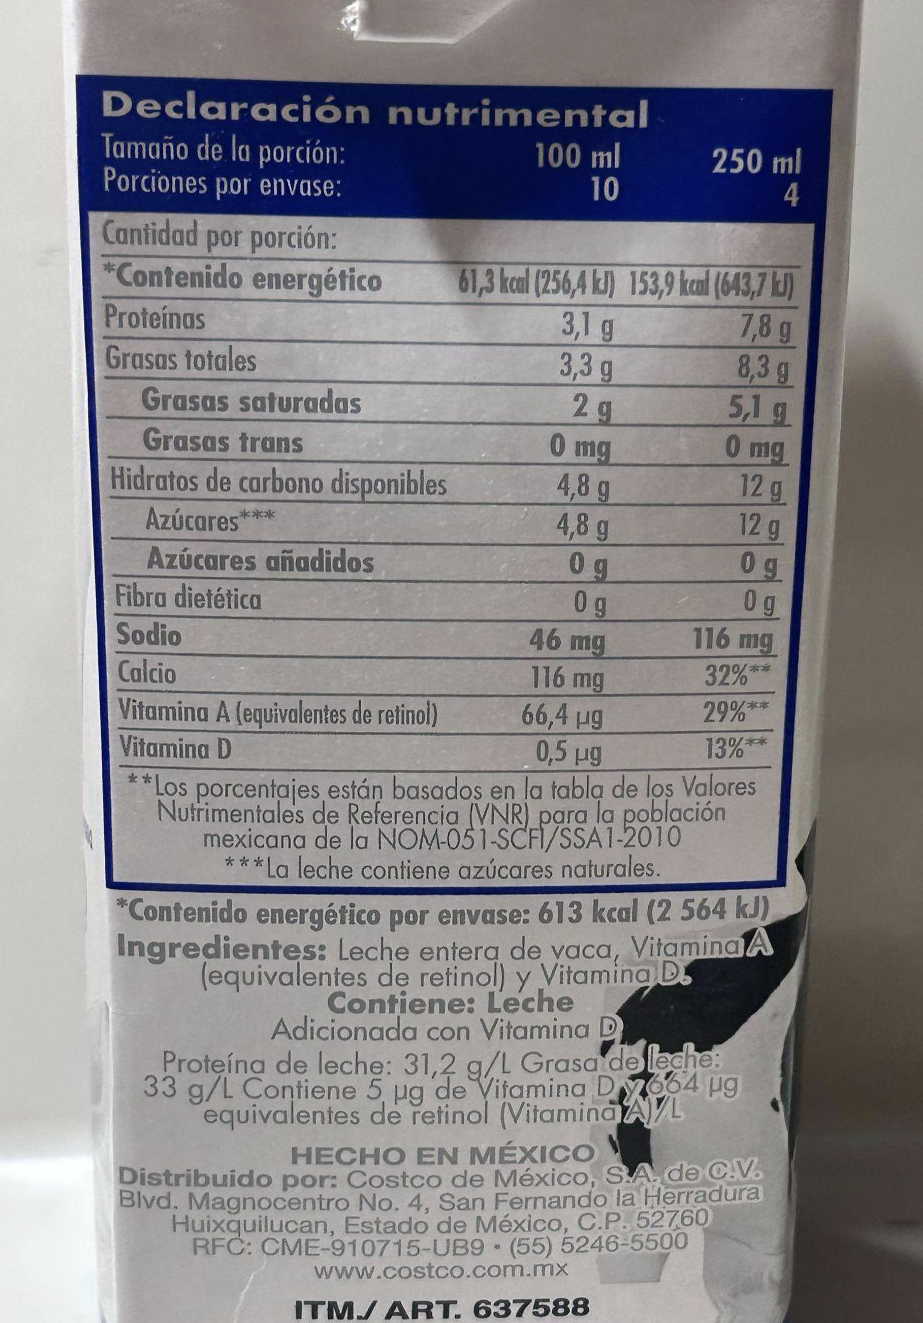 Declaración nutrimental
Tamaño de la porción: 100 ml 250 ml
Porciones por envase: 10 4
Cantidad por porción:
*Contenido energético 61,3 kcal (256,4 kJ) 153,9 kcal (643,7 kJ)
Proteínas 3,1 g 7,8 g
Grasas totales 3,3 g 8,3 g
Grasas saturadas 2 g 5,1 g
Grasas trans 0 mg 0 mg
Hidratos de carbono disponibles 4,8 g 12 g
Azúcares*** 4,8 g 12 g
Azúcares añadidos 0 g 0 g
Fibra dietética 0 g 0 g
Sodio 46 mg 116 mg
Calcio 116 mg 32%**
Vitamina A (equivalentes de retinol) 66,4 µg 29%**
Vitamina D 0,5 µg 13%**
**Los porcentajes están basados en la tabla de los Valores
Nutrimentales de Referencia (VNR) para la población
mexicana de la NOM-051-SCFI/SSA1-2010
***La leche contiene azúcares naturales.
*Contenido energético por envase: 613 kcal (2 564 kJ)
Ingredientes: Leche entera de vaca, Vitamina A
(equivalentes de retinol) y Vitamina D.
Contiene: Leche
Adicionada con Vitamina D
Proteína de leche: 31,2 g/L Grasa de leche:
33 g/L Contiene 5 µg de Vitamina D y 664 µg
equivalentes de retinol (Vitamina A)/L
HECHO EN MÉXICO
Distribuido por: Costco de México, S.A. de C.V.
Blvd. Magnocentro No. 4, San Fernando la Herradura
Huixquilucan, Estado de México, C.P. 52760
RFC: CME-910715-UB9 • (55) 5246-5500
www.costco.com.mx
ITM./ ART. 637588